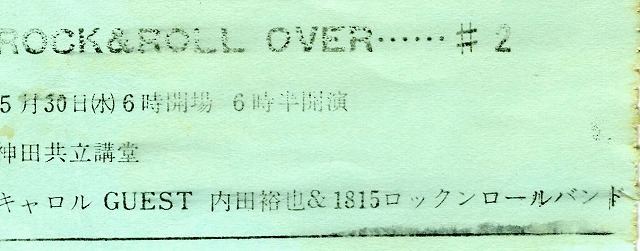 ROCK&ROLL OVER……♯2
5月30日㈬6時開場 6時半開演
神田共立講堂
キャロル GUEST 内田裕也&1815ロックンロールバンド